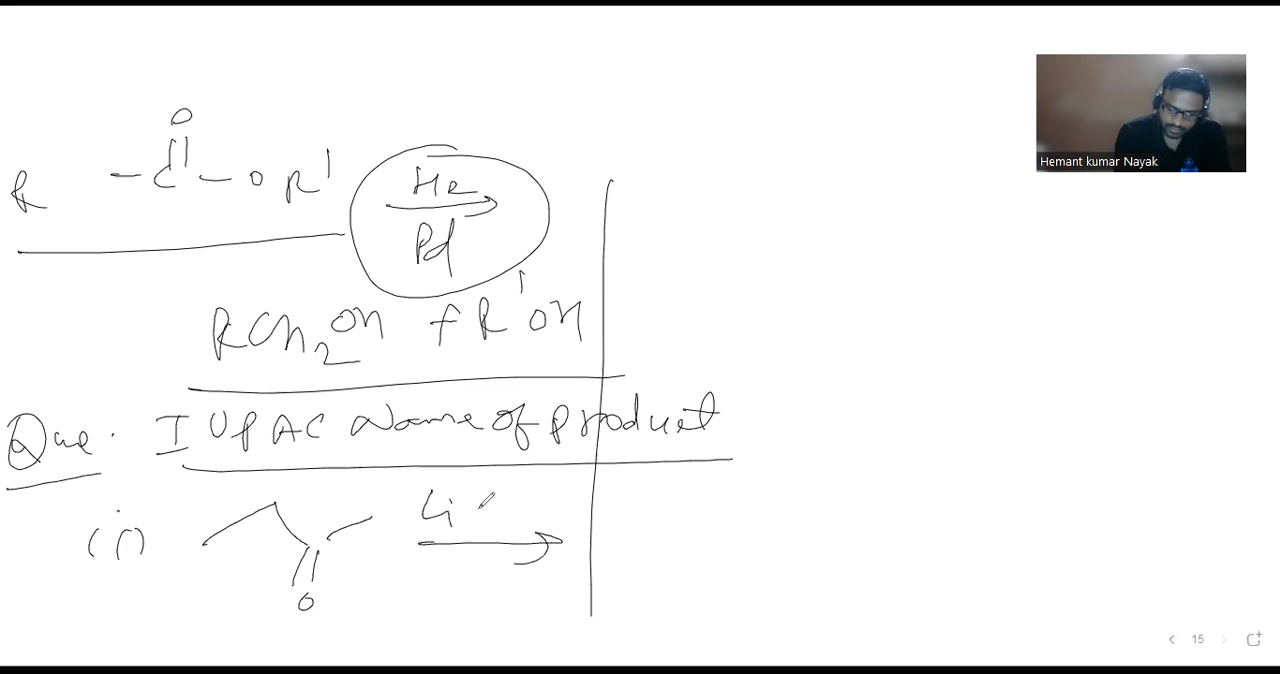 O
R - C - OR'
H2
Pd
RCH2OH + R'OH
Que. IUPAC Name of Product
(i)
Li
O
Hemant kumar Nayak
< 15 >